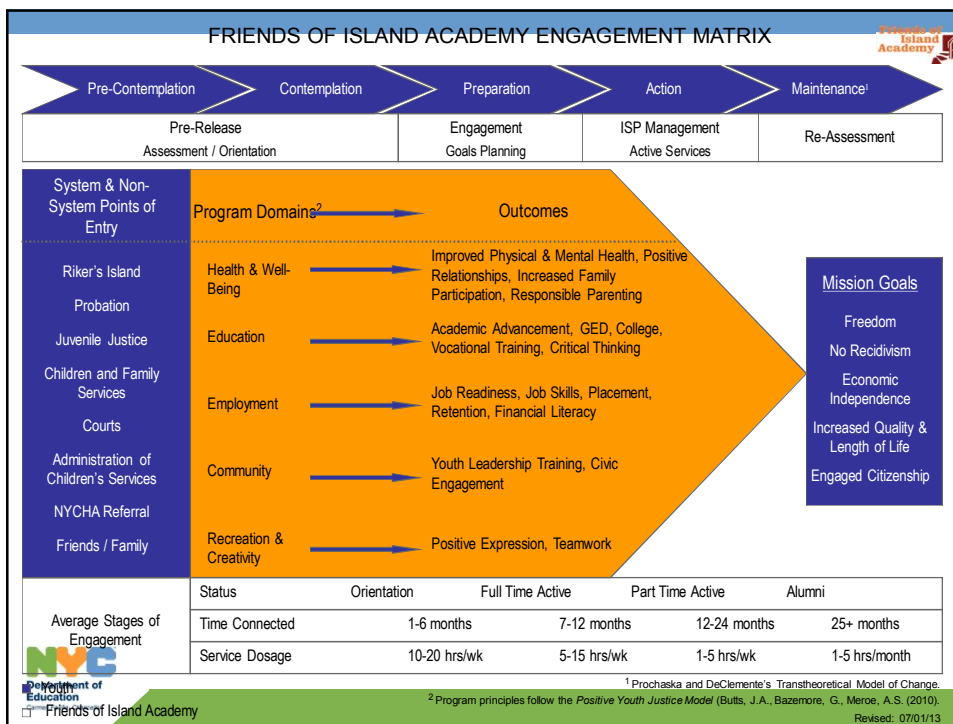 FRIENDS OF ISLAND ACADEMY ENGAGEMENT MATRIX
Friends of
Island
Academy
Pre-Contemplation
Contemplation
Preparation
Action
Maintenance1
Pre-Release
Assessment / Orientation
Engagement
Goals Planning
ISP Management
Active Services
Re-Assessment
System & Non-
System Points of
Entry
Program Domains2
Outcomes
Riker's Island
Probation
Juvenile Justice
Children and Family
Services
Courts
Administration of
Children's Services
NYCHA Referral
Friends / Family
Health & Well-
Being
Improved Physical & Mental Health, Positive
Relationships, Increased Family
Participation, Responsible Parenting
Education
Academic Advancement, GED, College,
Vocational Training, Critical Thinking
Employment
Job Readiness, Job Skills, Placement,
Retention, Financial Literacy
Community
Youth Leadership Training, Civic
Engagement
Recreation &
Creativity
Positive Expression, Teamwork
Mission Goals
Freedom
No Recidivism
Economic
Independence
Increased Quality &
Length of Life
Engaged Citizenship
Average Stages of
Engagement
Status Orientation Full Time Active Part Time Active Alumni
Time Connected 1-6 months 7-12 months 12-24 months 25+ months
Service Dosage 10-20 hrs/wk 5-15 hrs/wk 1-5 hrs/wk 1-5 hrs/month
NYC
Department of
Education
Youth
Friends of Island Academy
1 Prochaska and DeClemente's Transtheoretical Model of Change.
2 Program principles follow the Positive Youth Justice Model (Butts, J.A., Bazemore, G., Meroe, A.S. (2010).
Revised: 07/01/13